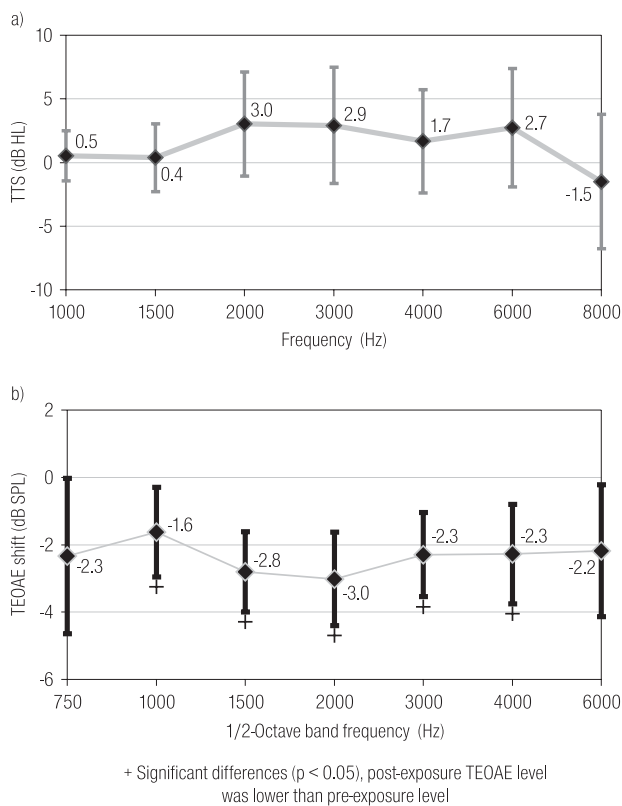 a)
10
5
0
-5
-10
TTS (dB HL)
0.5
0.4
3.0
2.9
1.7
2.7
-1.5
1000 1500 2000 3000 4000 6000 8000
Frequency (Hz)
b)
2
0
-2
-4
-6
TEOAE shift (dB SPL)
-2.3
-1.6
-2.8
-3.0
-2.3
-2.3
-2.2
+ + + + +
750 1000 1500 2000 3000 4000 6000
1/2-Octave band frequency (Hz)
+ Significant differences (p < 0.05), post-exposure TEOAE level
was lower than pre-exposure level